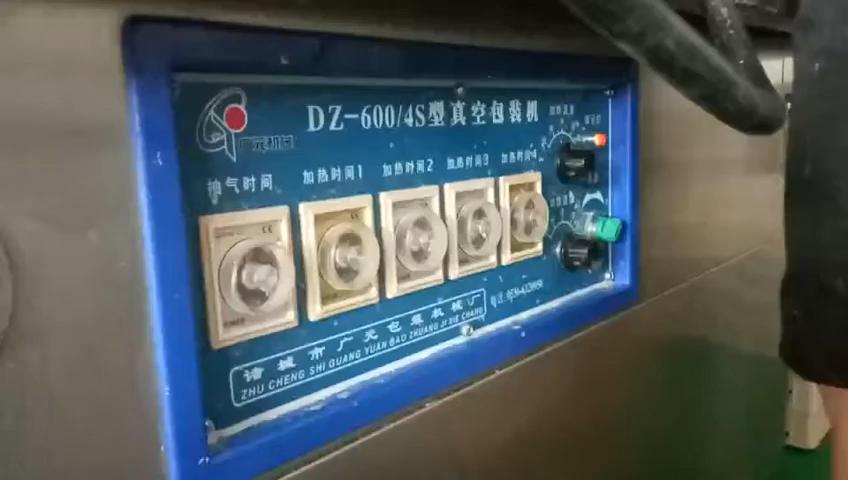 DZ-600/4S型真空包装机
广元机械
抽气时间
加热时间1
加热时间2
加热时间3
加热时间4
诸城市广元包装机械厂
ZHU CHENG SHI GUANG YUAN BAO ZHUANG JI XIE CHANG